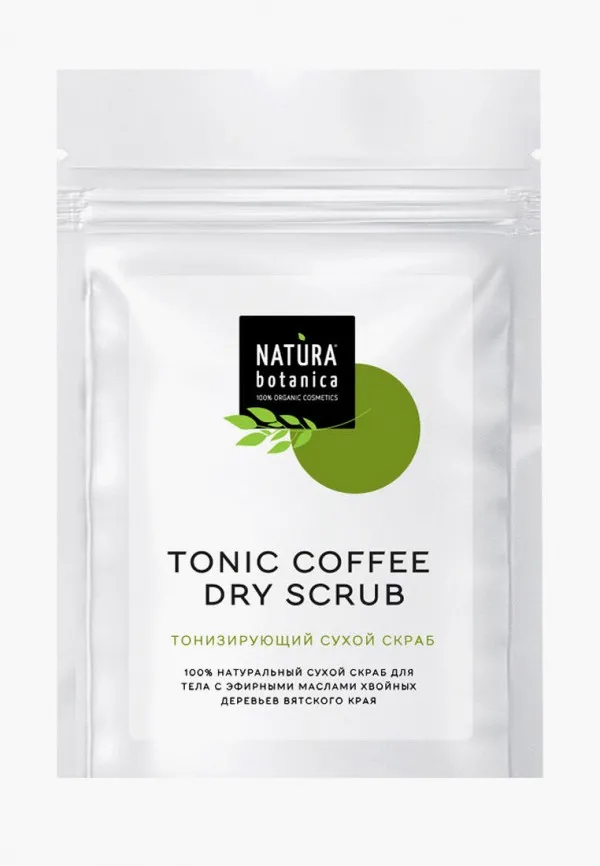 NATURA
botanica
100% ORGANIC COSMETICS
TONIC COFFEE
DRY SCRUB
ТОНИЗИРУЮЩИЙ СУХОЙ СКРАБ
100% НАТУРАЛЬНЫЙ СУХОЙ СКРАБ ДЛЯ
ТЕЛА С ЭФИРНЫМИ МАСЛАМИ ХВОЙНЫХ
ДЕРЕВЬЕВ ВЯТСКОГО КРАЯ